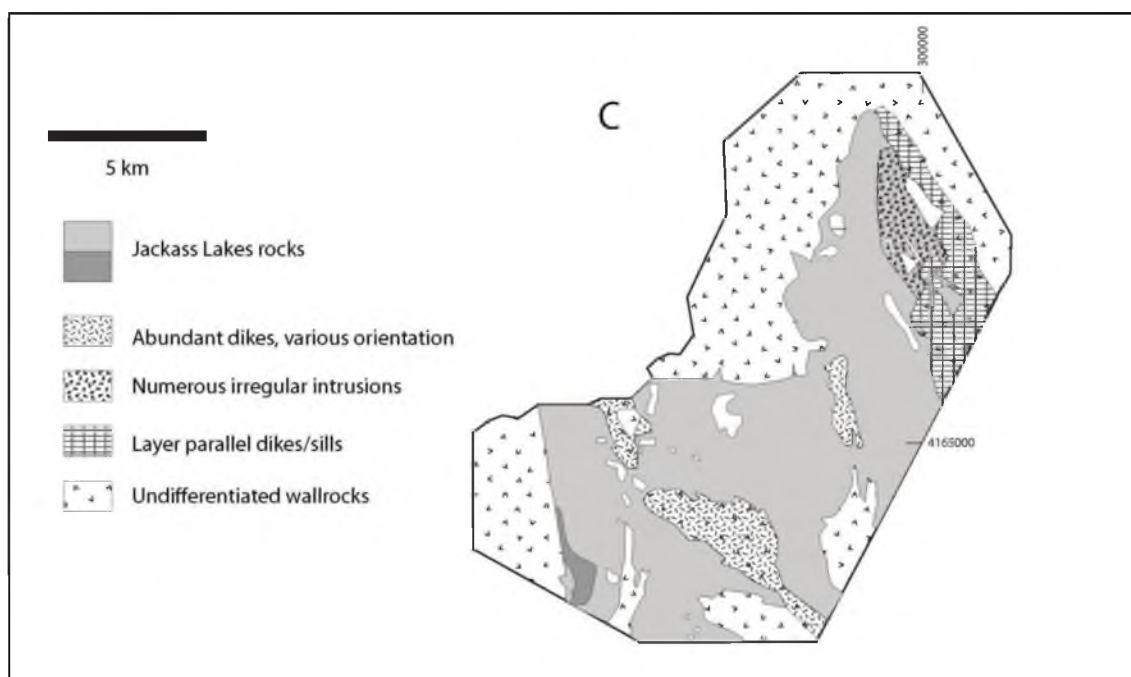 300000
C
5 km
Jackass Lakes rocks
Abundant dikes, various orientation
Numerous irregular intrusions
4165000
Layer parallel dikes/sills
Undifferentiated wallrocks